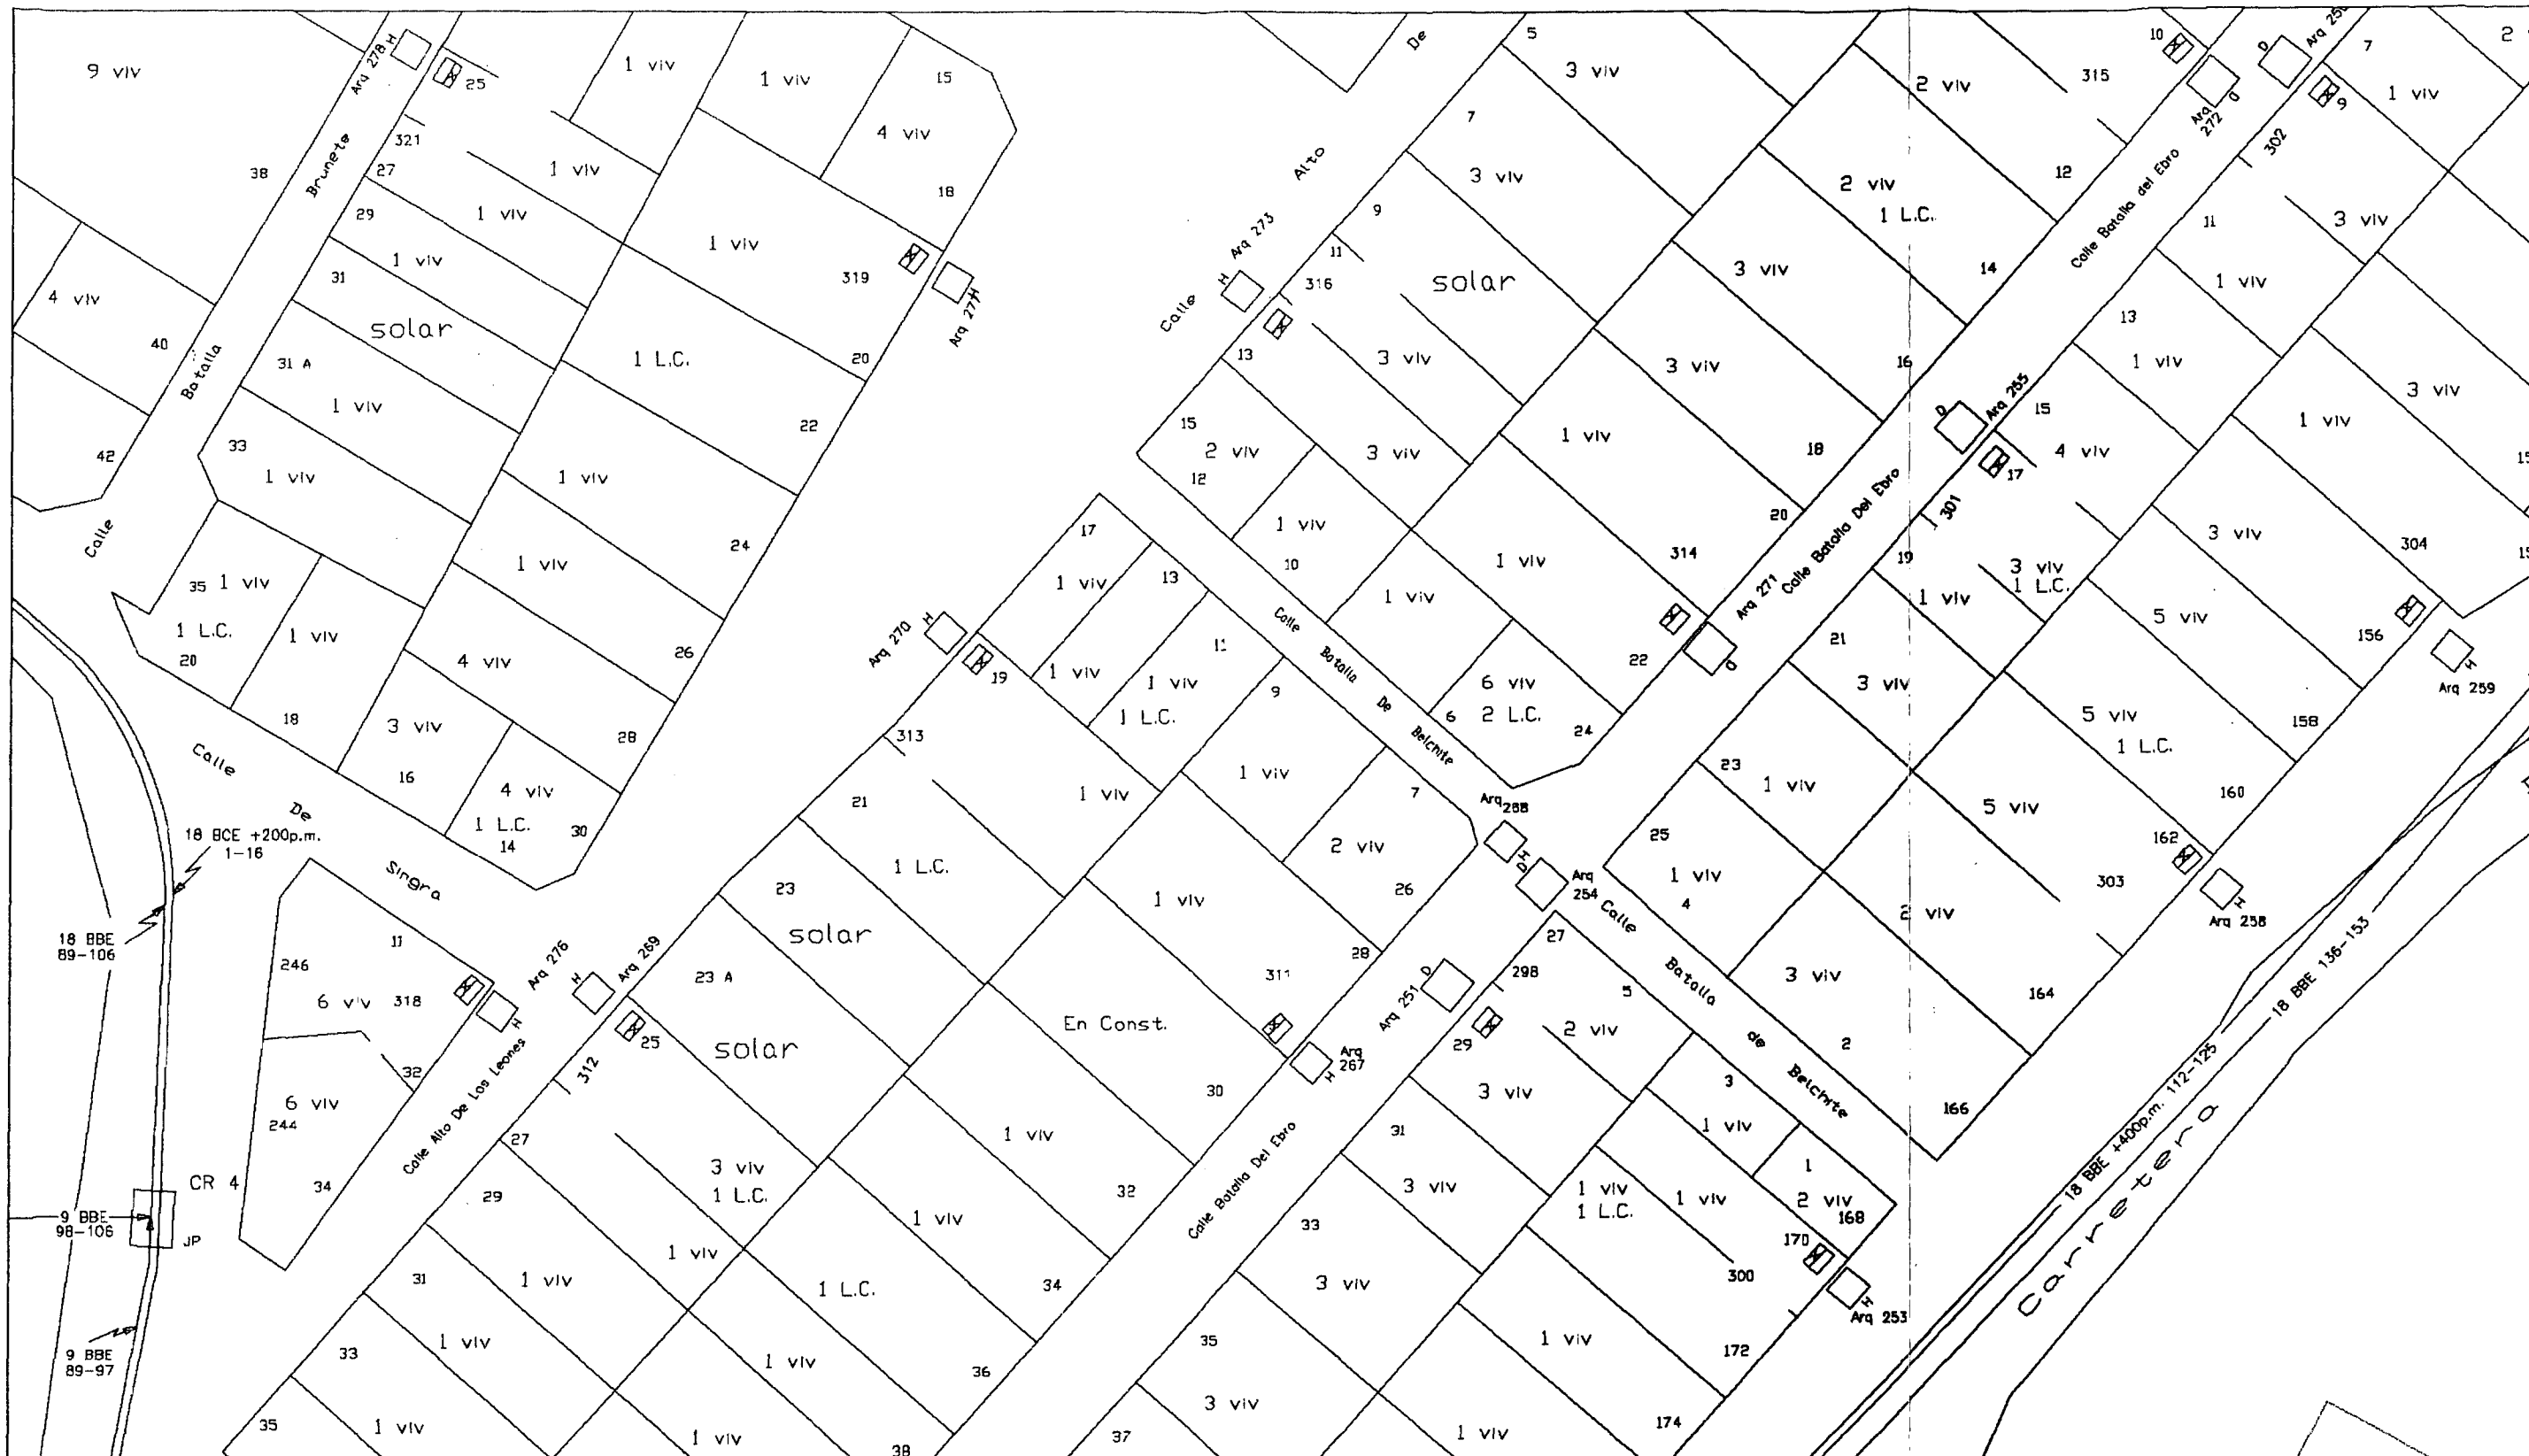 9 viv
38
4 viv
40
42
Arq 278
H
25
Calle
Batalla
Brunete
321
27
29
31
31 A
33
35
1 viv
1 viv
15
4 viv
18
1 viv
1 viv
1 viv
1 viv
319
Arq 277
H
solar
1 L.C.
20
1 viv
22
1 viv
1 viv
24
1 viv
1 viv
1 L.C.
20
1 viv
18
4 viv
26
3 viv
16
28
4 viv
1 L.C.
14
30
Calle
De
Singra
18 BCE +200p.m.
1-16
18 BBE
89-106
CR 4
9 BBE
98-106
JP
9 BBE
89-97
246
11
6 viv
318
32
6 viv
244
34
Arq 276
H
Calle Alto De Los Leones
Arq 269
H
25
312
27
29
31
33
35
3 viv
1 L.C.
1 viv
1 viv
1 viv
1 viv
1 L.C.
1 viv
1 viv
Calle
Alto
De
Arq 273
H
5
3 viv
7
3 viv
9
11
316
solar
13
3 viv
15
2 viv
12
3 viv
1 viv
10
1 viv
6 viv
2 L.C.
6
24
22
1 viv
314
20
1 viv
18
3 viv
16
3 viv
14
2 viv
1 L.C.
12
2 viv
315
10
Arq
272
D
D
9
7
2
1 viv
302
Calle Batalla del Ebro
11
3 viv
1 viv
13
1 viv
3 viv
15
4 viv
1 viv
Arq 265
D
17
301
Calle Batalla Del Ebro
Arq 271
D
19
3 viv
1 L.C.
1 viv
21
3 viv
23
1 viv
25
1 viv
4
3 viv
304
5 viv
156
Arq 259
H
158
5 viv
1 L.C.
160
5 viv
162
303
Arq 258
H
2 viv
3 viv
164
2
166
17
1 viv
13
Arq 270
H
19
1 viv
11
1 viv
1 L.C.
9
Calle
Batalla
De
Belchite
313
1 viv
1 viv
7
21
1 L.C.
2 viv
26
23
solar
1 viv
28
23 A
solar
En Const.
311
30
1 viv
32
1 viv
34
36
38
Arq 268
H
D
Arq
254
Calle
Batalla
de
Belchite
Arq 251
D
Arq
267
H
27
298
5
2 viv
29
3 viv
3
1 viv
1
2 viv
168
31
3 viv
1 viv
1 L.C.
1 viv
170
300
Arq 253
H
33
3 viv
1 viv
172
35
3 viv
1 viv
174
37
Calle Batalla Del Ebro
18 BBE +400p.m. 112-125
18 BBE 136-153
Carretera